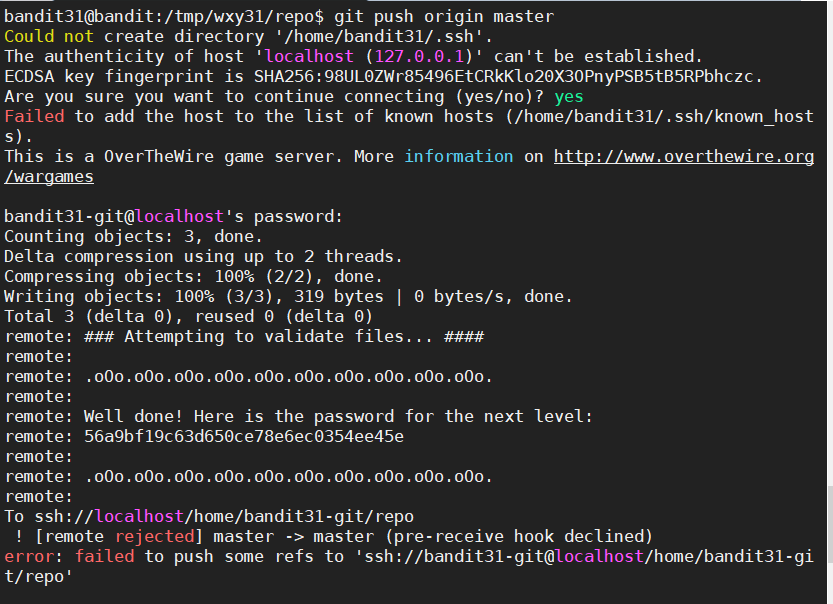 bandit31@bandit:/tmp/wxy31/repo$ git push origin master
Could not create directory '/home/bandit31/.ssh'.
The authenticity of host 'localhost (127.0.0.1)' can't be established.
ECDSA key fingerprint is SHA256:98UL0ZWr85496EtCRkKlo20X3OPnyPSB5tB5RPbhczc.
Are you sure you want to continue connecting (yes/no)? yes
Failed to add the host to the list of known hosts (/home/bandit31/.ssh/known_host
s).
This is a OverTheWire game server. More information on http://www.overthewire.org
/wargames
bandit31-git@localhost's password:
Counting objects: 3, done.
Delta compression using up to 2 threads.
Compressing objects: 100% (2/2), done.
Writing objects: 100% (3/3), 319 bytes | 0 bytes/s, done.
Total 3 (delta 0), reused 0 (delta 0)
remote: ### Attempting to validate files... ####
remote:
remote: .oOo.oOo.oOo.oOo.oOo.oOo.oOo.oOo.oOo.oOo.
remote:
remote: Well done! Here is the password for the next level:
remote: 56a9bf19c63d650ce78e6ec0354ee45e
remote:
remote: .oOo.oOo.oOo.oOo.oOo.oOo.oOo.oOo.oOo.oOo.
remote:
To ssh://localhost/home/bandit31-git/repo
 ! [remote rejected] master -> master (pre-receive hook declined)
error: failed to push some refs to 'ssh://bandit31-git@localhost/home/bandit31-gi
t/repo'